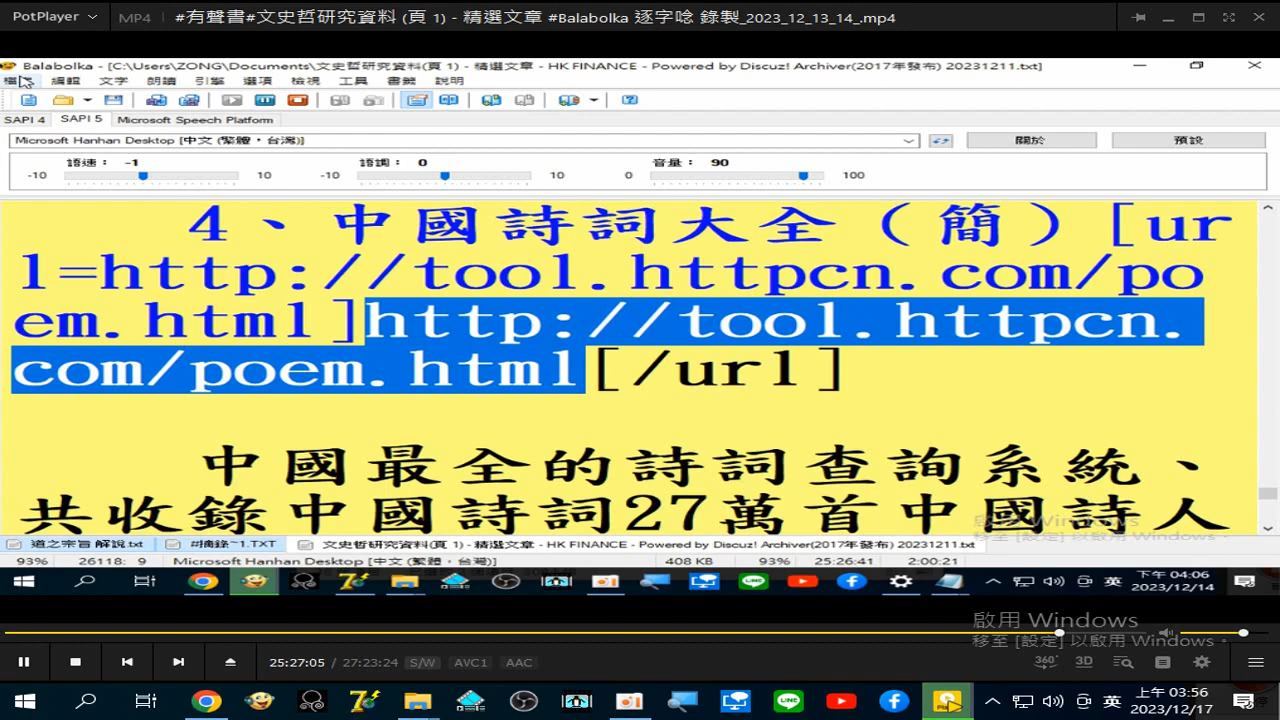 PotPlayer MP4 #有聲書#文史哲研究資料 (頁 1) - 精選文章 #Balabolka 逐字唸 錄製_2023_12_13_14_.mp4
Balabolka - [C:\Users\ZONG\Documents\文史哲研究資料(頁 1) - 精選文章 - HK FINANCE - Powered by Discuz! Archiver(2017年發布) 20231211.txt]
檔案 編輯 文字 朗讀 引擎 選項 檢視 工具 書籤 說明
SAPI 4 SAPI 5 Microsoft Speech Platform
Microsoft Hanhan Desktop [中文 (繁體，台灣)] 關於 預設
語速： -1 語調： 0 音量： 90
-10 10 -10 10 0 100
4、中國詩詞大全（簡）[ur
l=http://tool.httpcn.com/po
em.html]http://tool.httpcn.
com/poem.html[/url]
中國最全的詩詞查詢系統、
共收錄中國詩詞27萬首中國詩人
啟用 Windows
移至 [設定] 以啟用 Windows。
道之宗旨 解說.txt #摘錄~1.TXT 文史哲研究資料(頁 1) - 精選文章 - HK FINANCE - Powered by Discuz! Archiver(2017年發布) 20231211.txt
93% 26118: 9 Microsoft Hanhan Desktop [中文 (繁體，台灣)] 408 KB 93% 25:26:41 2:00:21
英 下午 04:06
2023/12/14
啟用 Windows
移至 [設定] 以啟用 Windows。
25:27:05 / 27:23:24 S/W AVC1 AAC 360° 3D
英 上午 03:56
2023/12/17